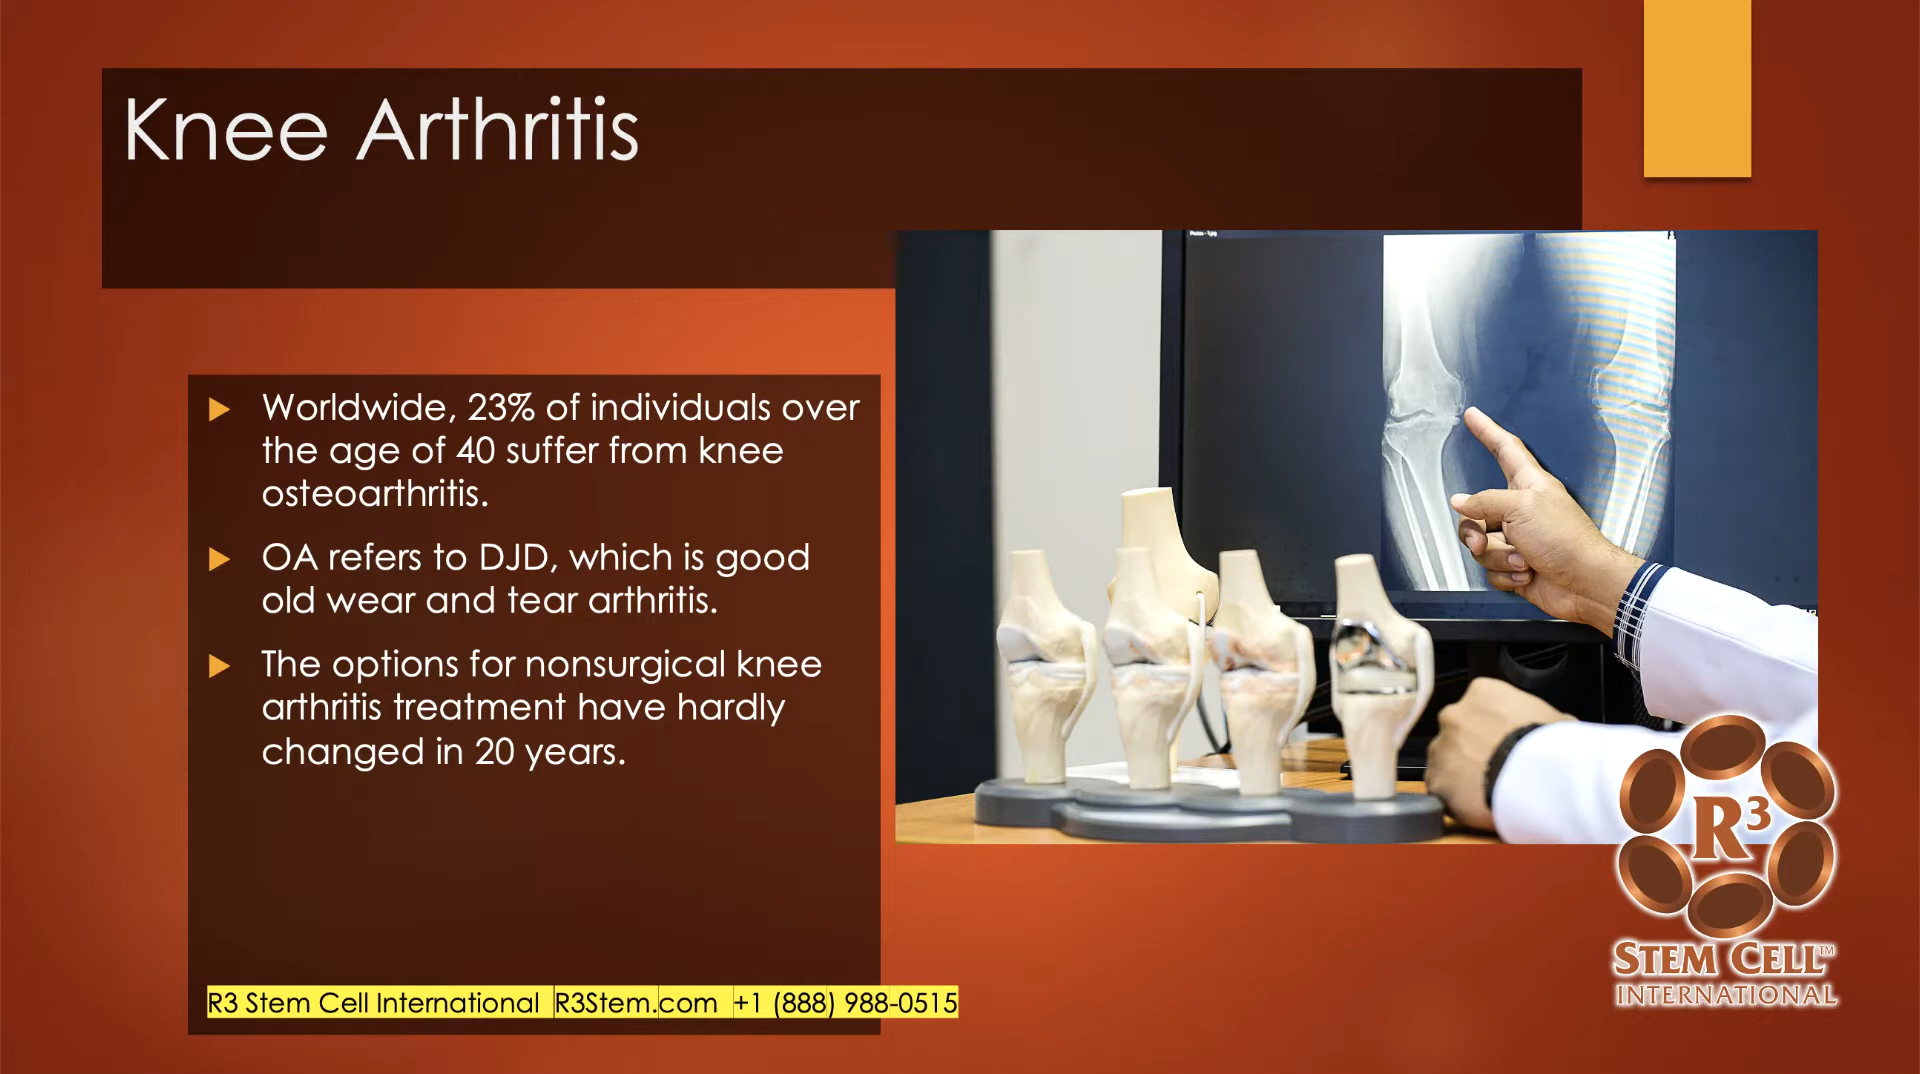 Knee Arthritis
Worldwide, 23% of individuals over
the age of 40 suffer from knee
osteoarthritis.
OA refers to DJD, which is good
old wear and tear arthritis.
The options for nonsurgical knee
arthritis treatment have hardly
changed in 20 years.
R3 Stem Cell International R3Stem.com +1 (888) 988-0515
R³
STEM CELL™
INTERNATIONAL